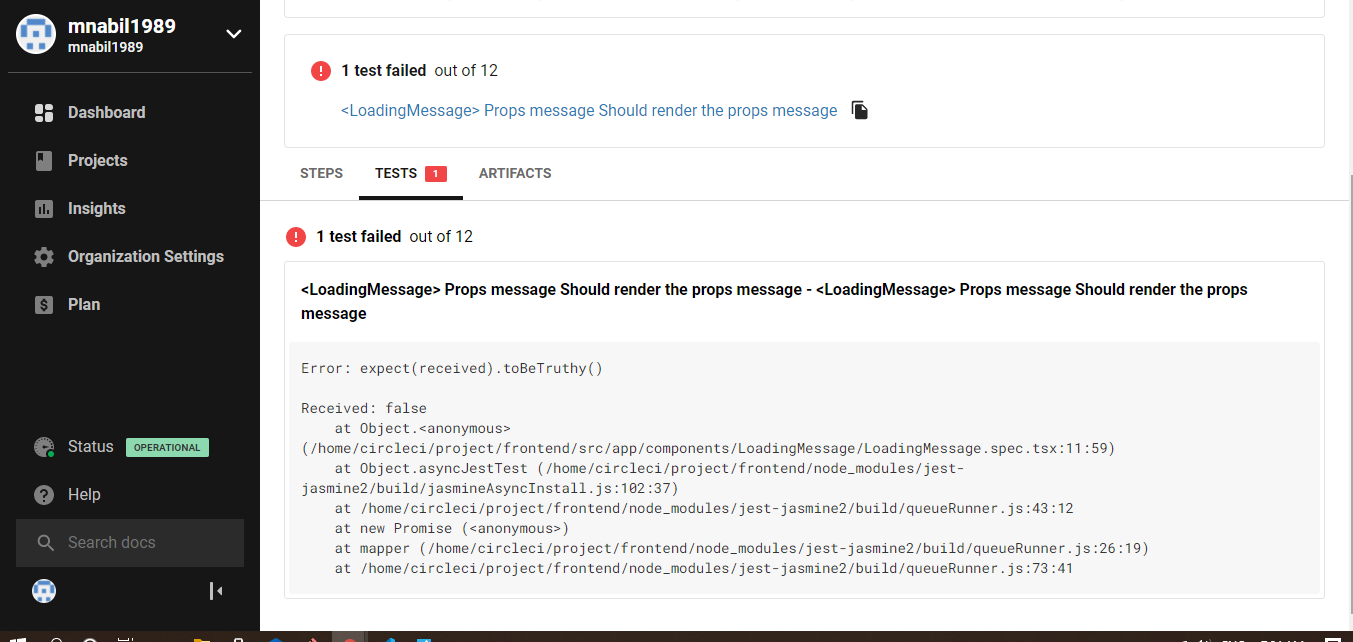 mnabil1989
mnabil1989
Dashboard
Projects
Insights
Organization Settings
Plan
Status OPERATIONAL
Help
Search docs
1 test failed out of 12
<LoadingMessage> Props message Should render the props message
STEPS TESTS 1 ARTIFACTS
1 test failed out of 12
<LoadingMessage> Props message Should render the props message - <LoadingMessage> Props message Should render the props
message
Error: expect(received).toBeTruthy()
Received: false
at Object.<anonymous>
(/home/circleci/project/frontend/src/app/components/LoadingMessage/LoadingMessage.spec.tsx:11:59)
at Object.asyncJestTest (/home/circleci/project/frontend/node_modules/jest-
jasmine2/build/jasmineAsyncInstall.js:102:37)
at /home/circleci/project/frontend/node_modules/jest-jasmine2/build/queueRunner.js:43:12
at new Promise (<anonymous>)
at mapper (/home/circleci/project/frontend/node_modules/jest-jasmine2/build/queueRunner.js:26:19)
at /home/circleci/project/frontend/node_modules/jest-jasmine2/build/queueRunner.js:73:41